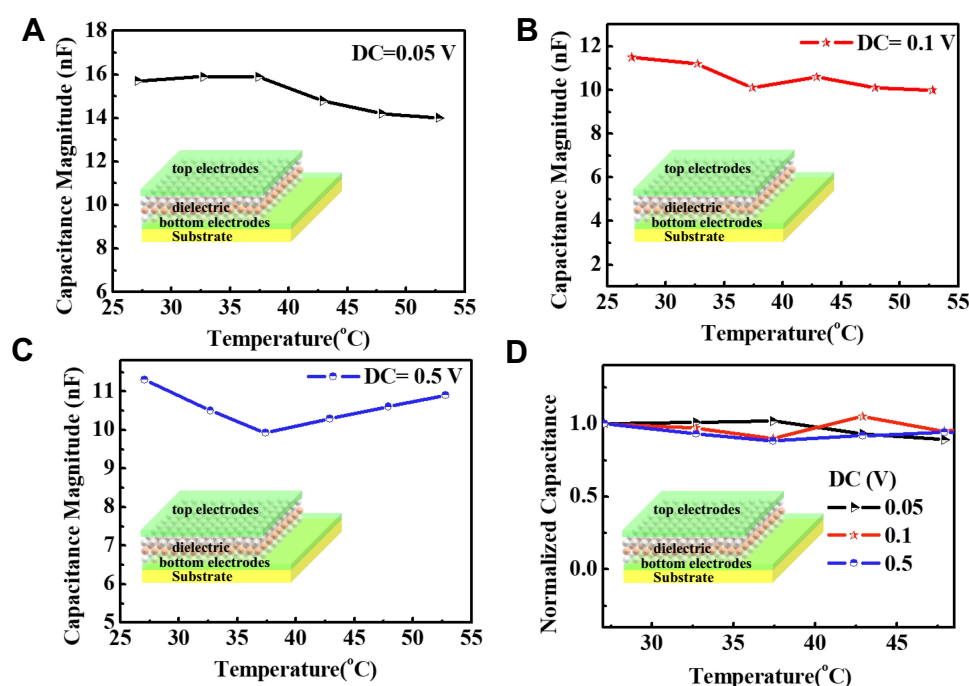 A
Capacitance Magnitude (nF)
18
16
14
12
10
8
6
DC=0.05 V
top electrodes
dielectric
bottom electrodes
Substrate
25 30 35 40 45 50 55
Temperature(°C)
B
Capacitance Magnitude (nF)
12
10
8
6
4
2
DC= 0.1 V
top electrodes
dielectric
bottom electrodes
Substrate
25 30 35 40 45 50 55
Temperature(°C)
C
Capacitance Magnitude (nF)
11
10
9
8
7
6
5
DC= 0.5 V
top electrodes
dielectric
bottom electrodes
Substrate
25 30 35 40 45 50 55
Temperature(°C)
D
Normalized Capacitance
1.0
0.5
0.0
DC (V)
0.05
0.1
0.5
top electrodes
dielectric
bottom electrodes
Substrate
30 35 40 45
Temperature(°C)